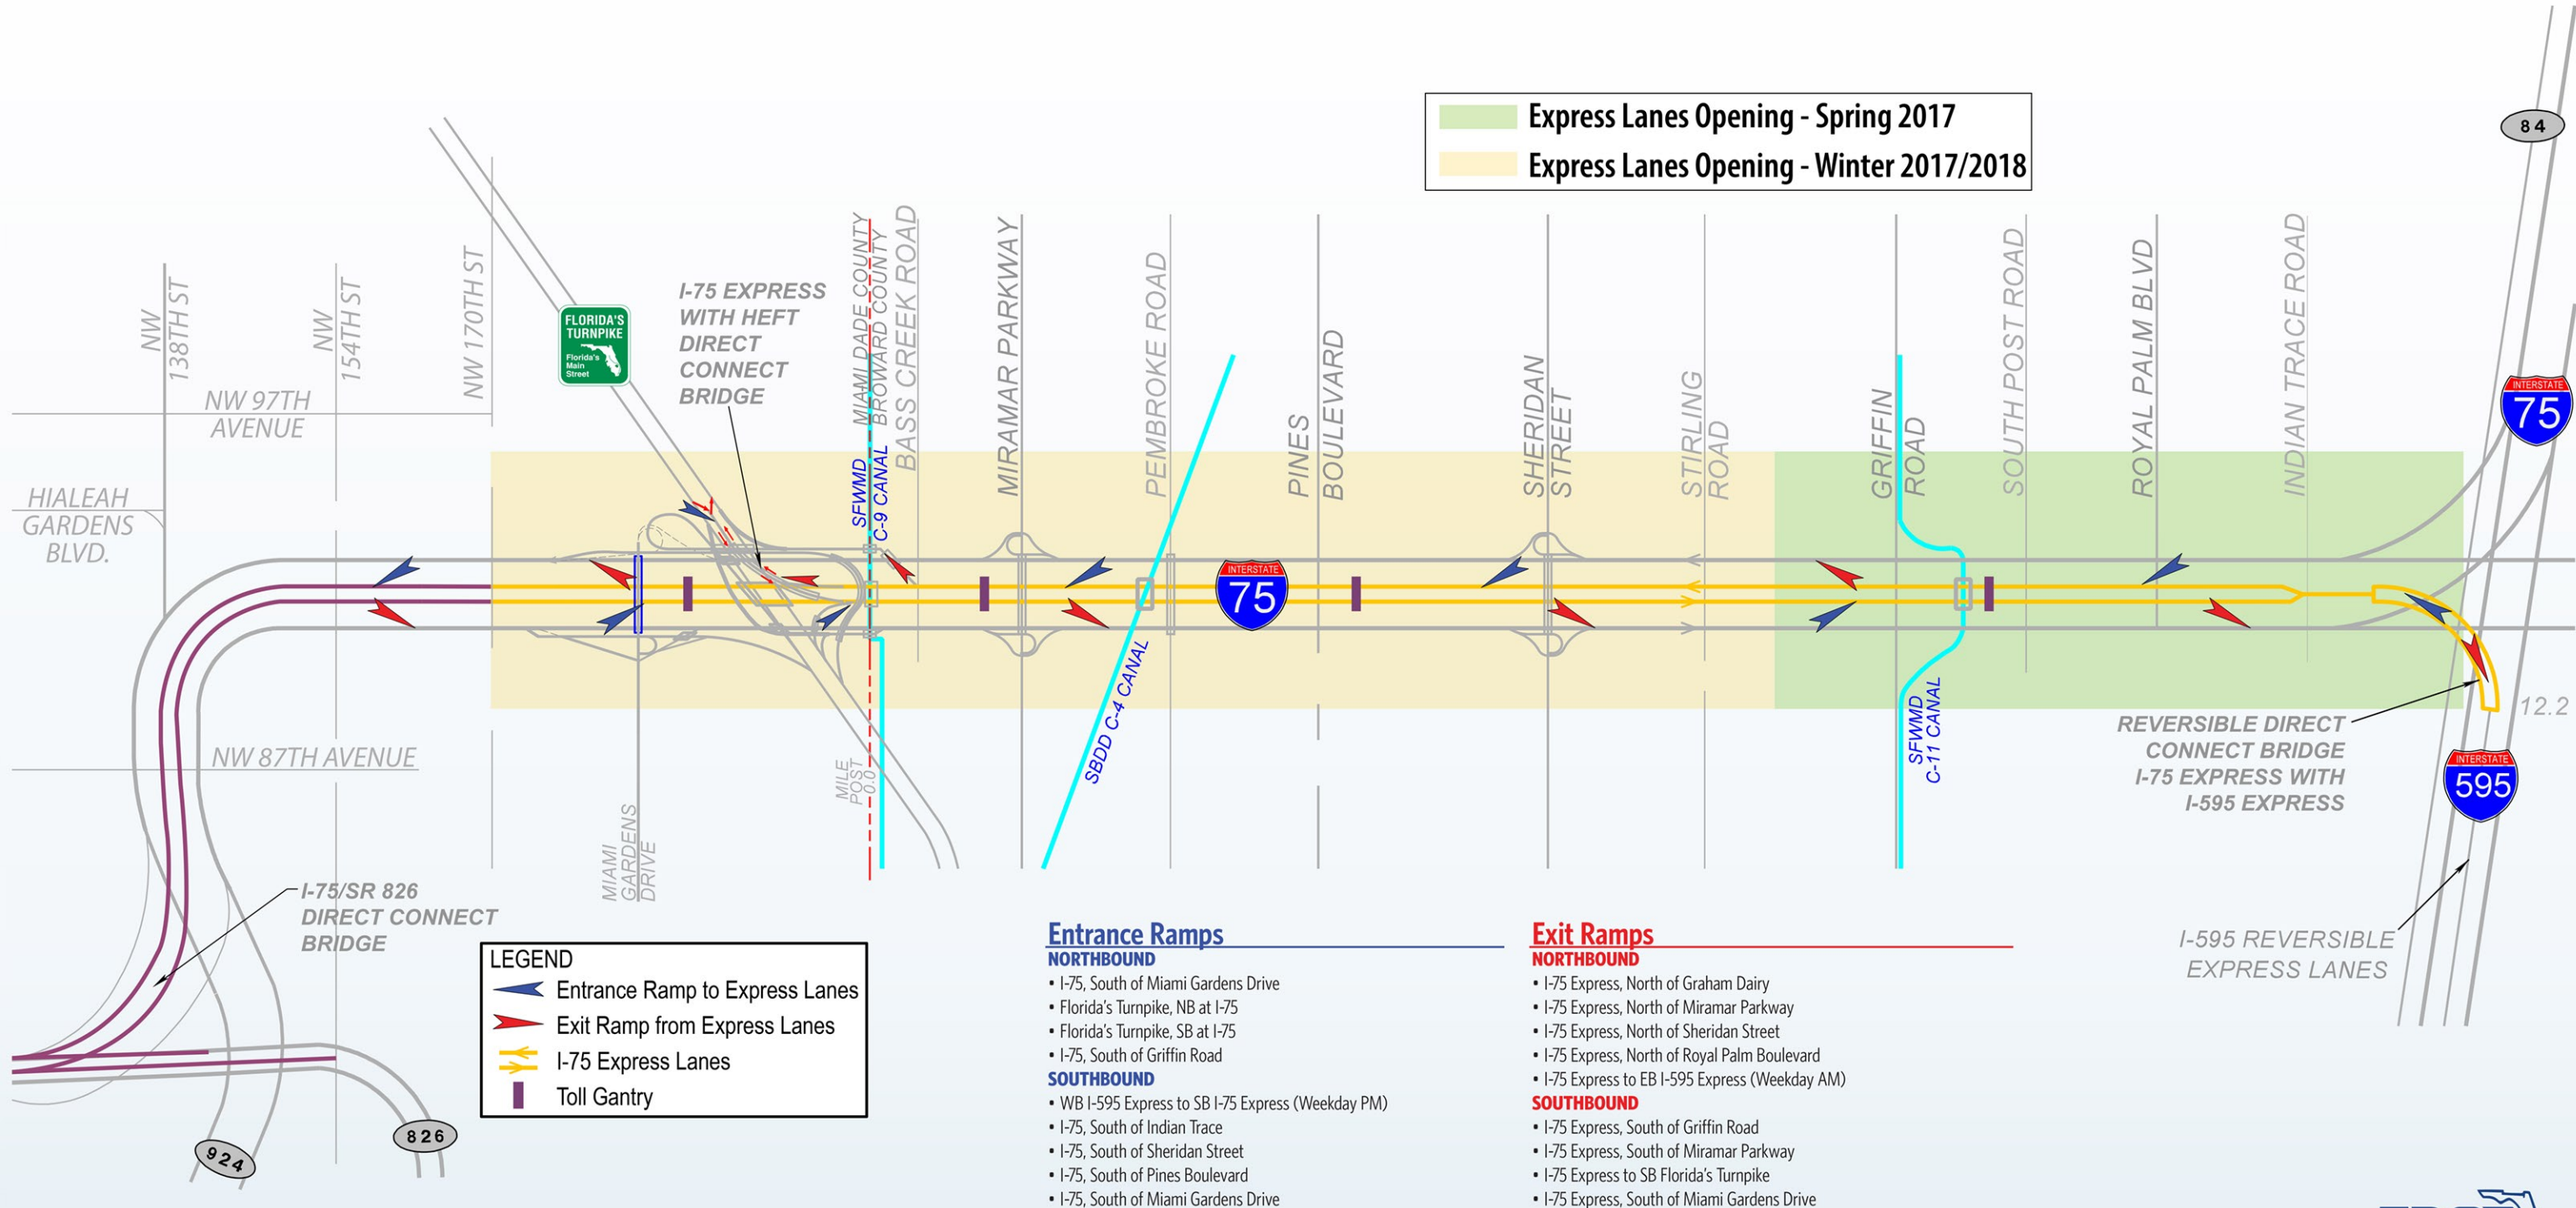 Express Lanes Opening - Spring 2017
Express Lanes Opening - Winter 2017/2018
84
NW
138TH ST
NW
154TH ST
NW 170TH ST
FLORIDA'S
TURNPIKE
Florida's
Main
Street
I-75 EXPRESS
WITH HEFT
DIRECT
CONNECT
BRIDGE
MIAMI DADE COUNTY
BROWARD COUNTY
BASS CREEK ROAD
MIRAMAR PARKWAY
PEMBROKE ROAD
PINES
BOULEVARD
SHERIDAN
STREET
STIRLING
ROAD
GRIFFIN
ROAD
SOUTH POST ROAD
ROYAL PALM BLVD
INDIAN TRACE ROAD
INTERSTATE
75
NW 97TH
AVENUE
HIALEAH
GARDENS
BLVD.
SFWMD
C-9 CANAL
INTERSTATE
75
SBDD C-4 CANAL
SFWMD
C-11 CANAL
12.2
REVERSIBLE DIRECT
CONNECT BRIDGE
I-75 EXPRESS WITH
I-595 EXPRESS
INTERSTATE
595
NW 87TH AVENUE
MILE
POST
0.0
MIAMI
GARDENS
DRIVE
I-75/SR 826
DIRECT CONNECT
BRIDGE
I-595 REVERSIBLE
EXPRESS LANES
LEGEND
Entrance Ramp to Express Lanes
Exit Ramp from Express Lanes
I-75 Express Lanes
Toll Gantry
924
826
Entrance Ramps
NORTHBOUND
• I-75, South of Miami Gardens Drive
• Florida's Turnpike, NB at I-75
• Florida's Turnpike, SB at I-75
• I-75, South of Griffin Road
SOUTHBOUND
• WB I-595 Express to SB I-75 Express (Weekday PM)
• I-75, South of Indian Trace
• I-75, South of Sheridan Street
• I-75, South of Pines Boulevard
• I-75, South of Miami Gardens Drive
Exit Ramps
NORTHBOUND
• I-75 Express, North of Graham Dairy
• I-75 Express, North of Miramar Parkway
• I-75 Express, North of Sheridan Street
• I-75 Express, North of Royal Palm Boulevard
• I-75 Express to EB I-595 Express (Weekday AM)
SOUTHBOUND
• I-75 Express, South of Griffin Road
• I-75 Express, South of Miramar Parkway
• I-75 Express to SB Florida's Turnpike
• I-75 Express, South of Miami Gardens Drive